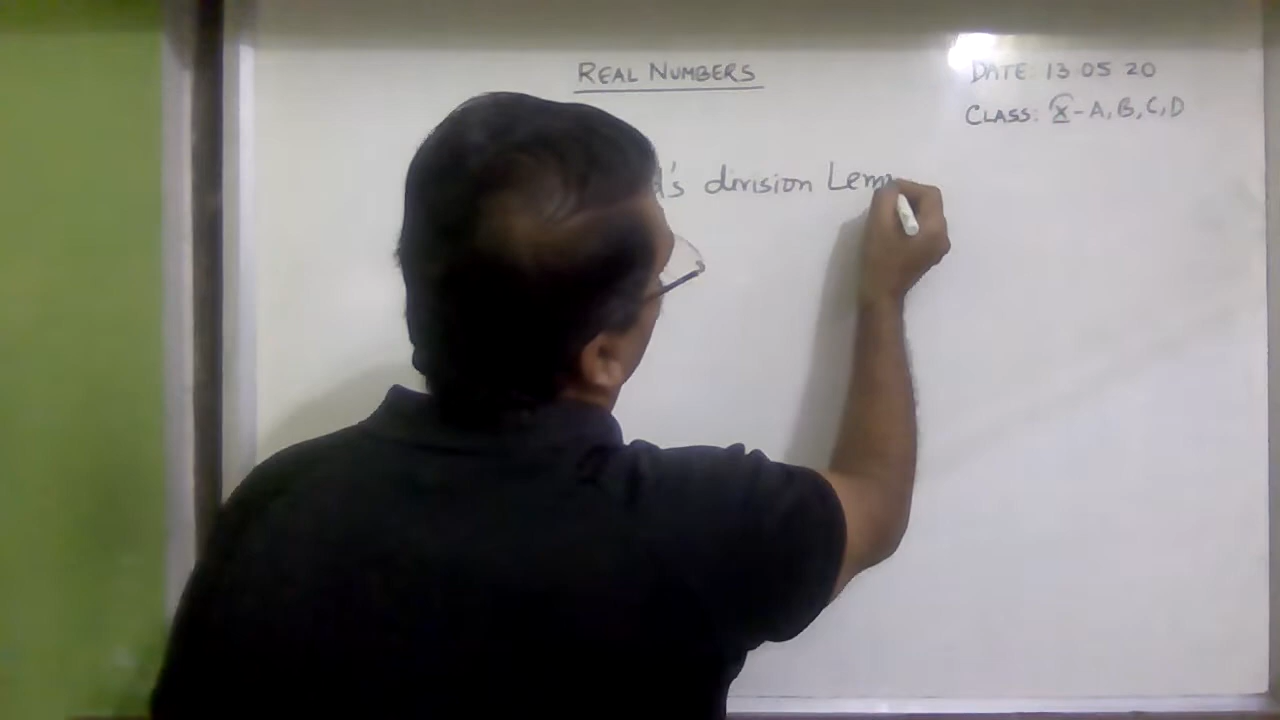 REAL NUMBERS
DATE: 13 05 20
CLASS: X - A, B, C, D
d's division Lem